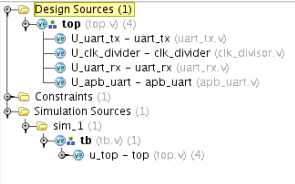 Design Sources (1)
top (top.v) (4)
U_uart_tx - uart_tx (uart_tx.v)
U_clk_divider - clk_divider (clk_divisor.v)
U_uart_rx - uart_rx (uart_rx.v)
U_apb_uart - apb_uart (apb_uart.v)
Constraints (1)
Simulation Sources (1)
sim_1 (1)
tb (tb.v) (1)
u_top - top (top.v) (4)